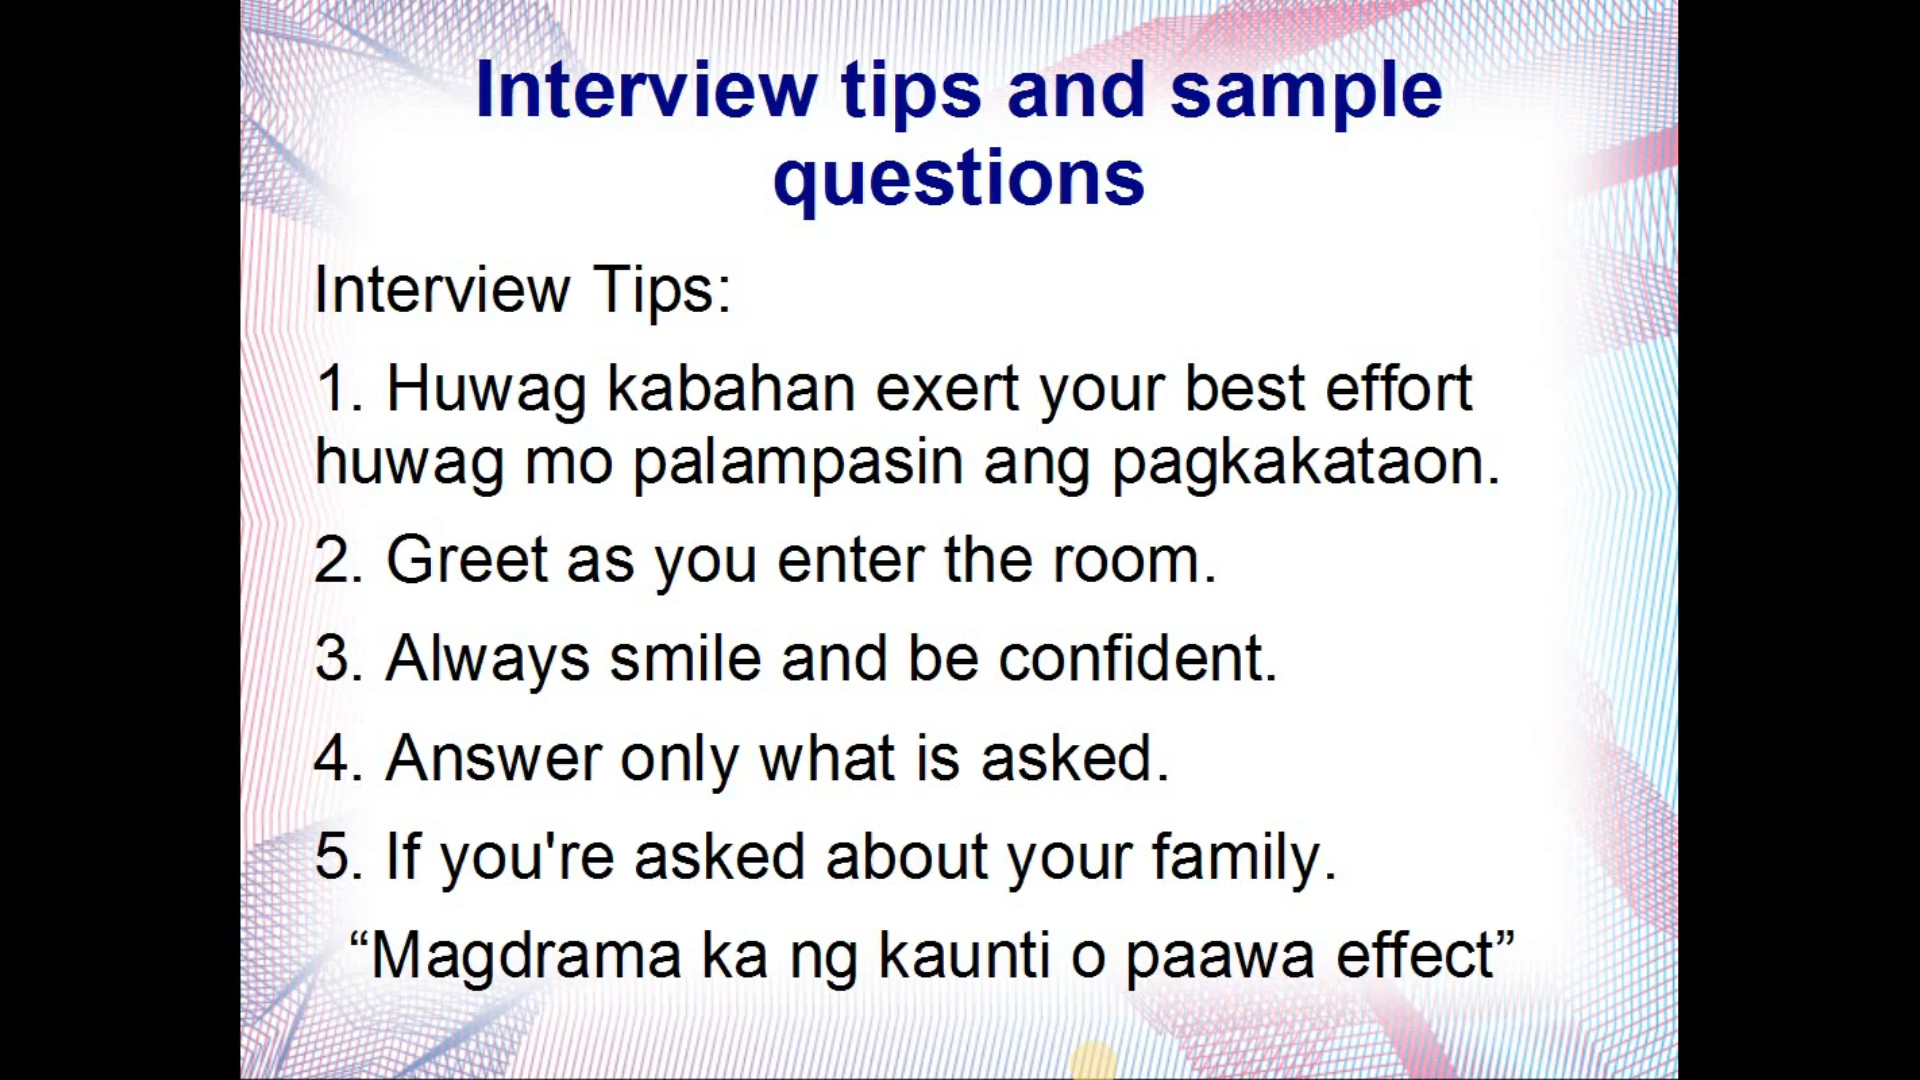 Interview tips and sample
questions
Interview Tips:
1. Huwag kabahan exert your best effort
huwag mo palampasin ang pagkakataon.
2. Greet as you enter the room.
3. Always smile and be confident.
4. Answer only what is asked.
5. If you're asked about your family.
“Magdrama ka ng kaunti o paawa effect”